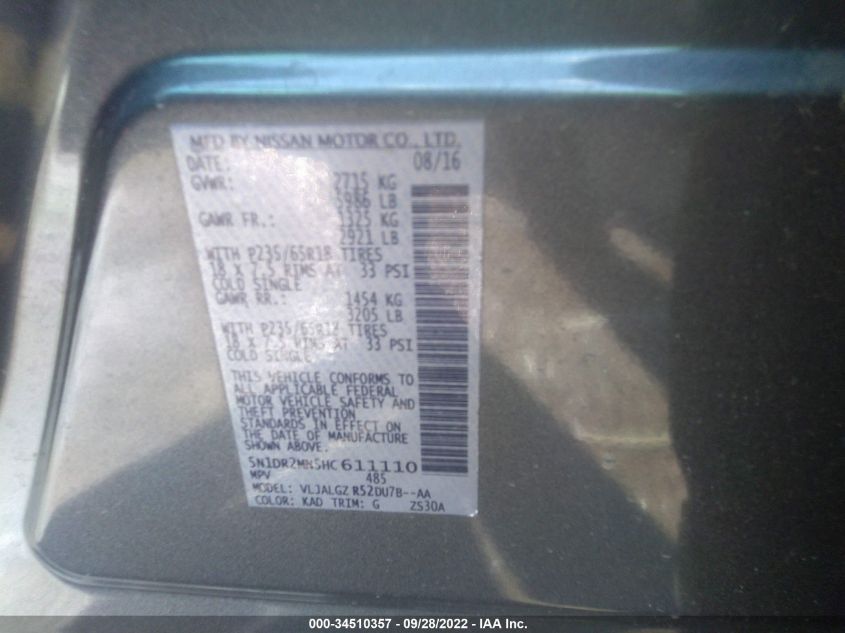 MFD BY NISSAN MOTOR CO., LTD.
DATE: 08/16
GVWR: 2715 KG
5986 LB
GAWR FR.: 1325 KG
2921 LB
WITH P235/65R18 TIRES
18 X 7.5 RIMS AT 33 PSI
COLD SINGLE
GAWR RR.: 1454 KG
3205 LB
WITH P235/65R18 TIRES
18 X 7.5 RIMS AT 33 PSI
COLD SINGLE
THIS VEHICLE CONFORMS TO
ALL APPLICABLE FEDERAL
MOTOR VEHICLE SAFETY AND
THEFT PREVENTION
STANDARDS IN EFFECT ON
THE DATE OF MANUFACTURE
SHOWN ABOVE.
5N1DR2MN5HC611110
MPV 485
MODEL: VLJALGZ R52DU7B--AA
COLOR: KAD TRIM: G ZS30A
000-34510357 - 09/28/2022 - IAA Inc.